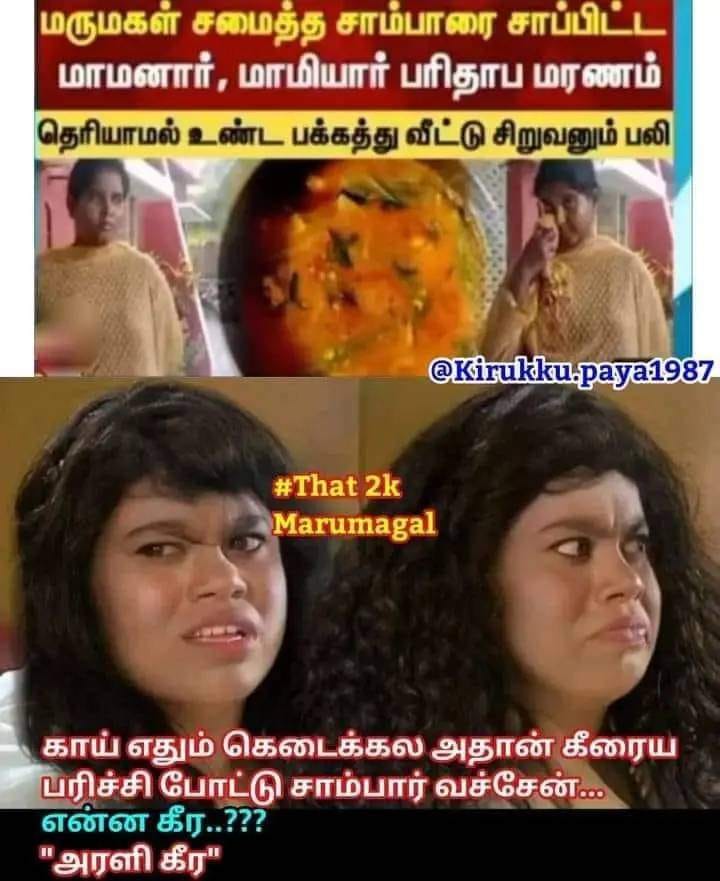 மருமகள் சமைத்த சாம்பாரை சாப்பிட்ட
மாமனார், மாமியார் பரிதாப மரணம்
தெரியாமல் உண்ட பக்கத்து வீட்டு சிறுவனும் பலி
@Kirukku.paya1987
#That 2k
Marumagal
காய் எதும் கெடைக்கல அதான் கீரைய
பரிச்சி போட்டு சாம்பார் வச்சேன்...
என்ன கீர..???
"அரளி கீர"